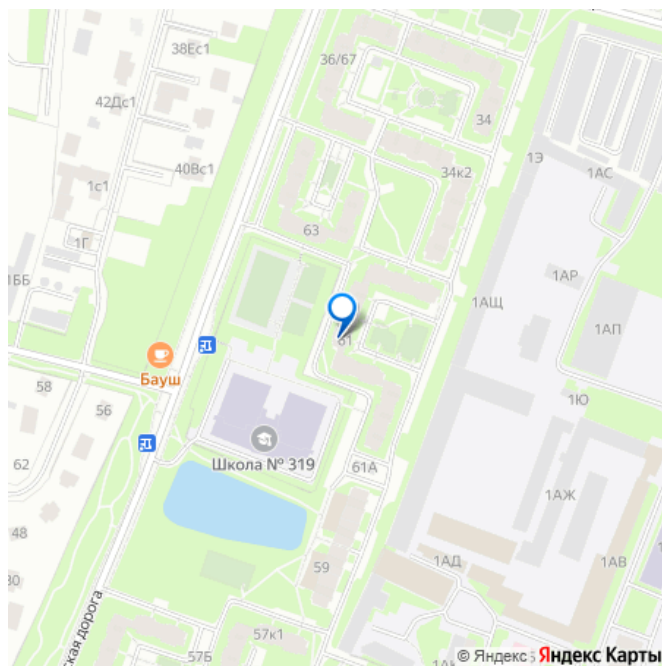 36/67
38Ес1
42Дс1
34
40Вс1
34к2
1Э
1АС
1с1
63
1Г
1ББ
1АЩ
1АР
1АП
61
Бауш
58
56
1Ю
Школа № 319
62
61А
1АЖ
48
59
1АД
1АВ
57к1
57Б
ская дорога
© Яндекс
Яндекс Карты